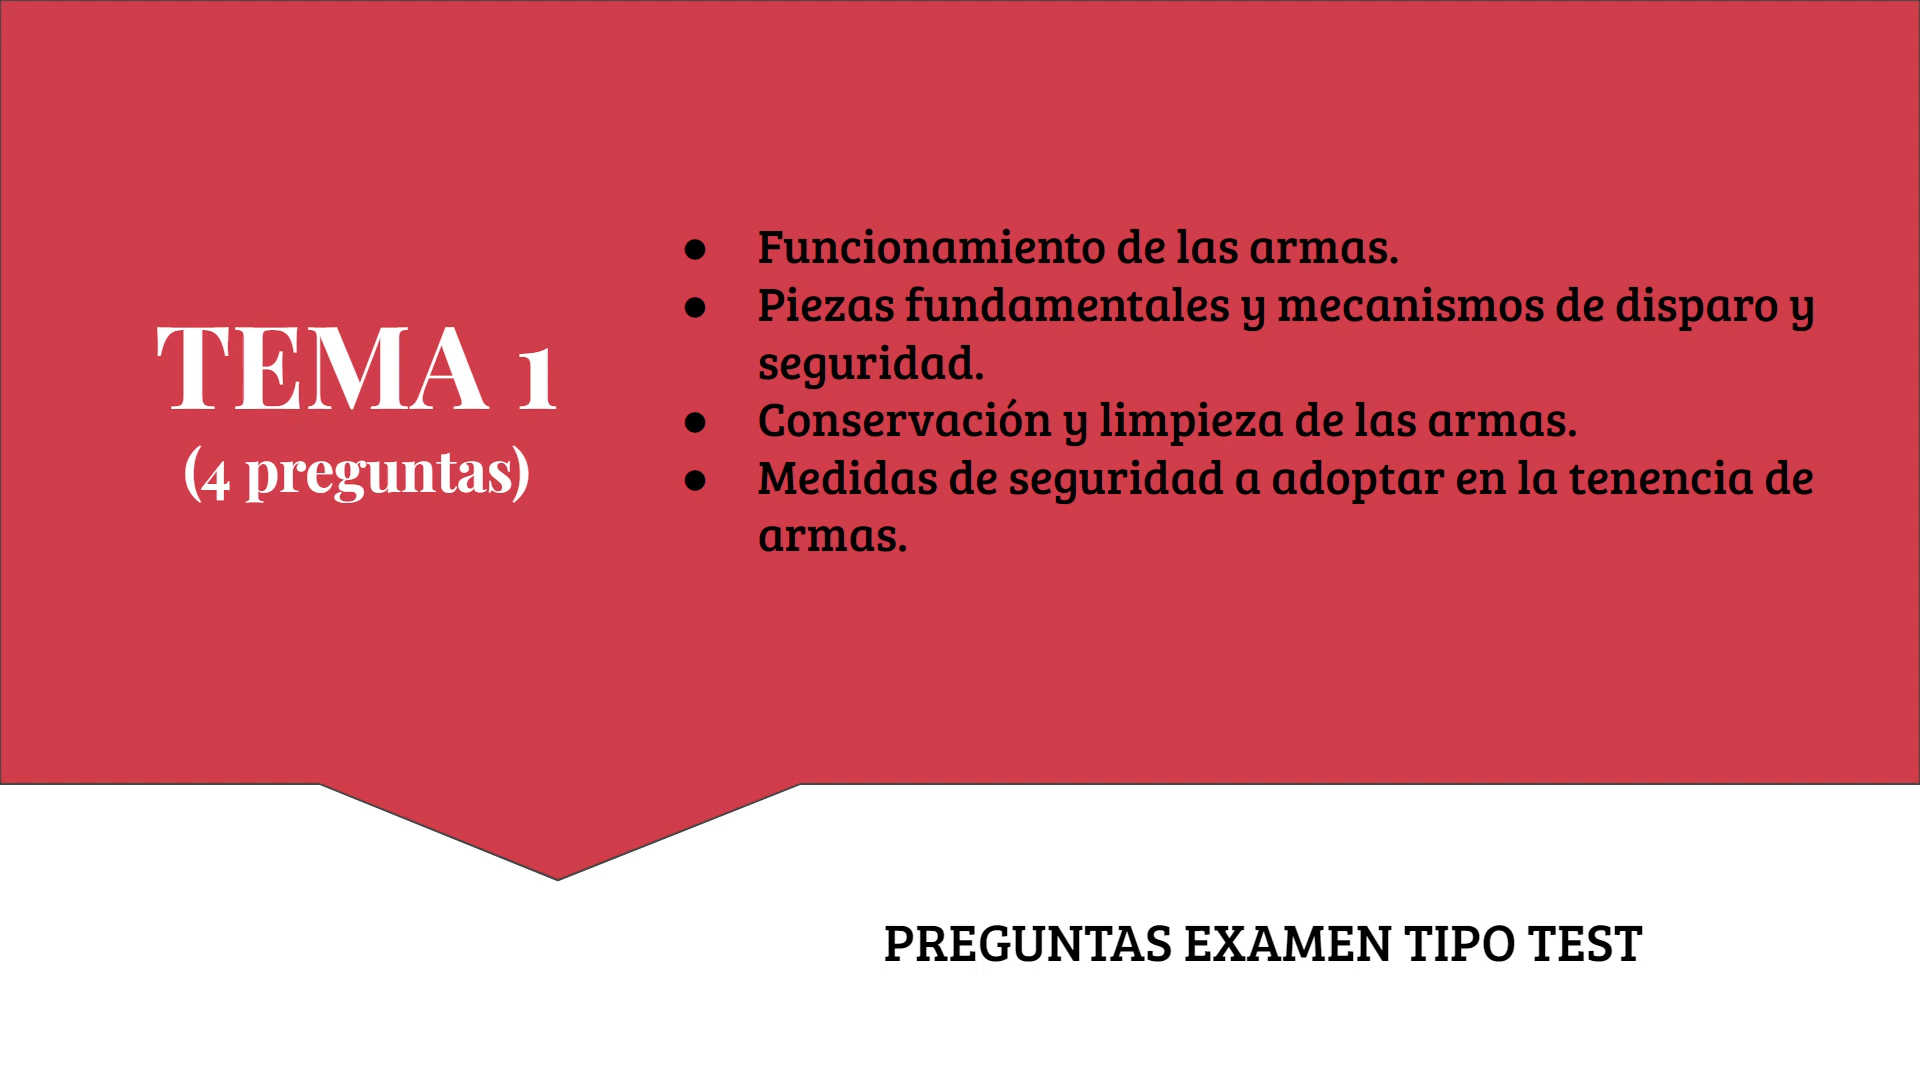 TEMA 1
(4 preguntas)
● Funcionamiento de las armas.
● Piezas fundamentales y mecanismos de disparo y
seguridad.
● Conservación y limpieza de las armas.
● Medidas de seguridad a adoptar en la tenencia de
armas.
PREGUNTAS EXAMEN TIPO TEST